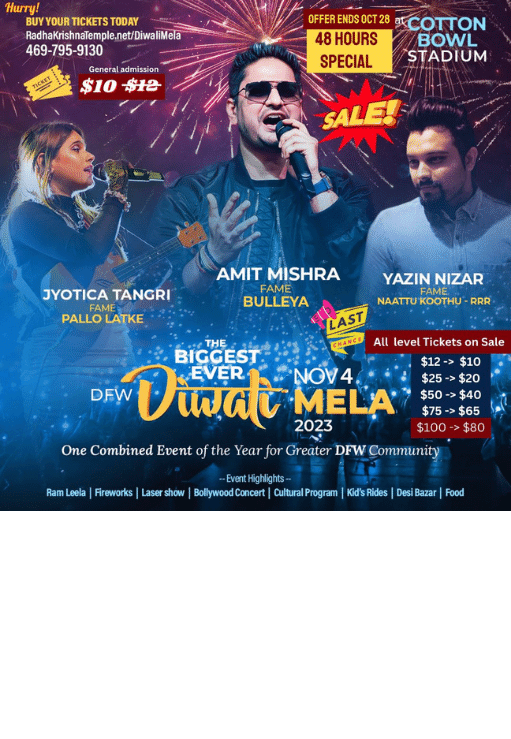 Hurry!
BUY YOUR TICKETS TODAY
RadhaKrishnaTemple.net/DiwaliMela
469-795-9130
General admission
TICKET
$10 $12
OFFER ENDS OCT 28
48 HOURS
SPECIAL
at COTTON
BOWL
STADIUM
SALE!
JYOTICA TANGRI
FAME
PALLO LATKE
AMIT MISHRA
FAME
BULLEYA
YAZIN NIZAR
FAME
NAATTU KOOTHU - RRR
LAST
CHANCE
All level Tickets on Sale
$12 -> $10
$25 -> $20
$50 -> $40
$75 -> $65
$100 -> $80
THE
BIGGEST
EVER
DFW Diwali MELA
NOV 4
2023
One Combined Event of the Year for Greater DFW Community
-- Event Highlights --
Ram Leela | Fireworks | Laser show | Bollywood Concert | Cultural Program | Kid's Rides | Desi Bazar | Food